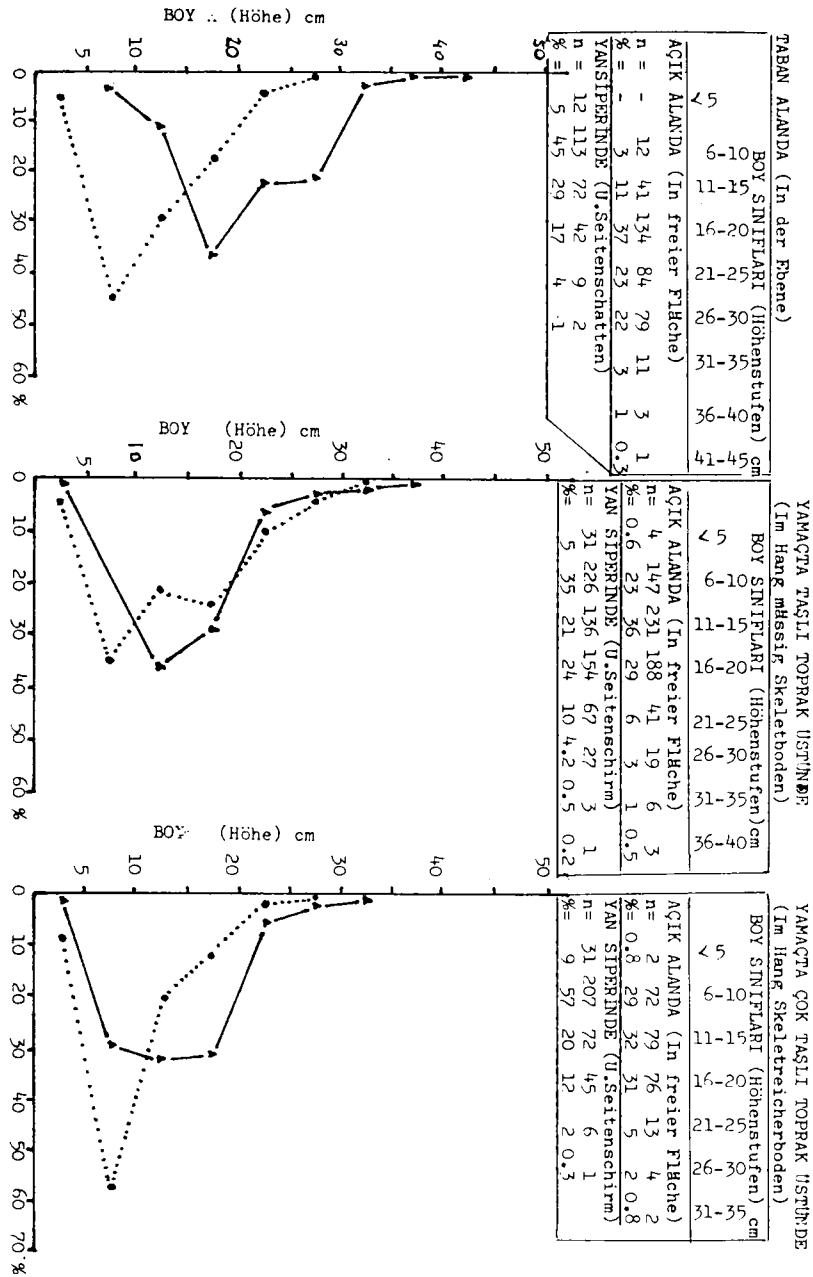 TABAN ALANDA (In der Ebene)
BOY SINIFLARI (Höhenstufen) cm
<5 6-10 11-15 16-20 21-25 26-30 31-35 36-40 41-45
AÇIK ALANDA (In freier Fläche)
n = - 12 41 134 84 79 11 3 1
% = - 3 11 37 23 22 3 1 0.3
YANSİPERİNDE (U.Seitenschatten)
n = 12 113 72 42 9 2
% = 5 45 29 17 4 1
BOY (Höhe) cm
5 10 20 30 40 50
0 10 20 30 40 50 60 %
YAMAÇTA TAŞLI TOPRAK ÜSTÜNDE
(Im Hang mässig Skeletboden)
BOY SINIFLARI (Höhenstufen) cm
<5 6-10 11-15 16-20 21-25 26-30 31-35 36-40
AÇIK ALANDA (In freier Fläche)
n= 4 147 231 188 41 19 6 3
%= 0.6 23 36 29 6 3 1 0.5
YAN SİPERİNDE (U.Seitenschirm)
n= 31 226 136 154 67 27 3 1
%= 5 35 21 24 10 4.2 0.5 0.2
BOY (Höhe) cm
5 10 20 30 40 50
0 10 20 30 40 50 60 %
YAMAÇTA ÇOK TAŞLI TOPRAK ÜSTÜNDE
(Im Hang Skeletreicherboden)
BOY SINIFLARI (Höhenstufen) cm
<5 6-10 11-15 16-20 21-25 26-30 31-35
AÇIK ALANDA (In freier Fläche)
n= 2 72 79 76 13 4 2
%= 0.8 29 32 31 5 2 0.8
YAN SİPERİNDE (U.Seitenschirm)
n= 31 207 72 45 6 1
%= 9 57 20 12 2 0.3
BOY (Höhe) cm
5 10 20 30 40 50
0 10 20 30 40 50 60 70 %